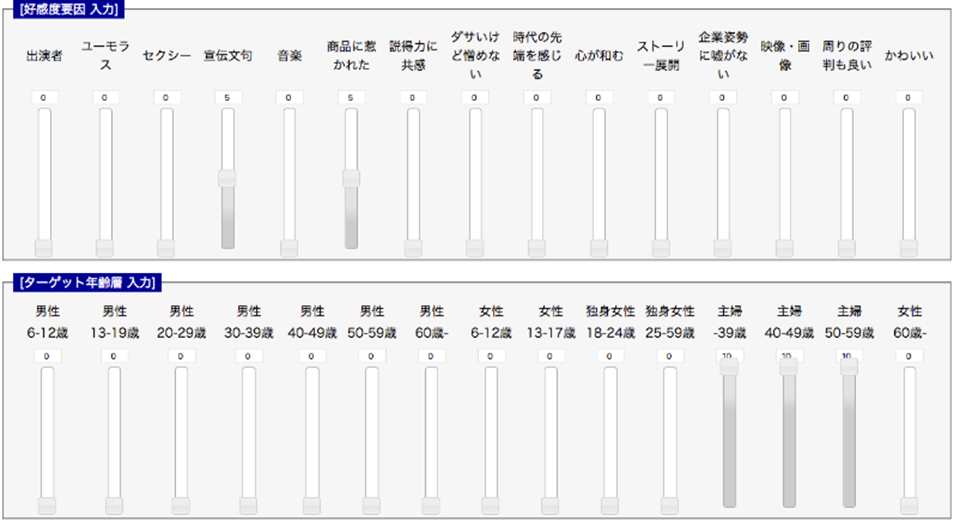 [好感度要因 入力]
出演者
ユーモラ
ス
セクシー
宣伝文句
音楽
商品に惹
かれた
説得力に
共感
ダサいけ
ど憎めな
い
時代の先
端を感じ
る
心が和む
ストーリ
ー展開
企業姿勢
に嘘がな
い
映像・画
像
周りの評
判も良い
かわいい
0 0 0 5 0 5 0 0 0 0 0 0 0 0 0
[ターゲット年齢層 入力]
男性 男性 男性 男性 男性 男性 男性 女性 女性 独身女性 独身女性 主婦 主婦 主婦 女性
6-12歳 13-19歳 20-29歳 30-39歳 40-49歳 50-59歳 60歳- 6-12歳 13-17歳 18-24歳 25-59歳 -39歳 40-49歳 50-59歳 60歳-
0 0 0 0 0 0 0 0 0 0 0 10 10 10 0